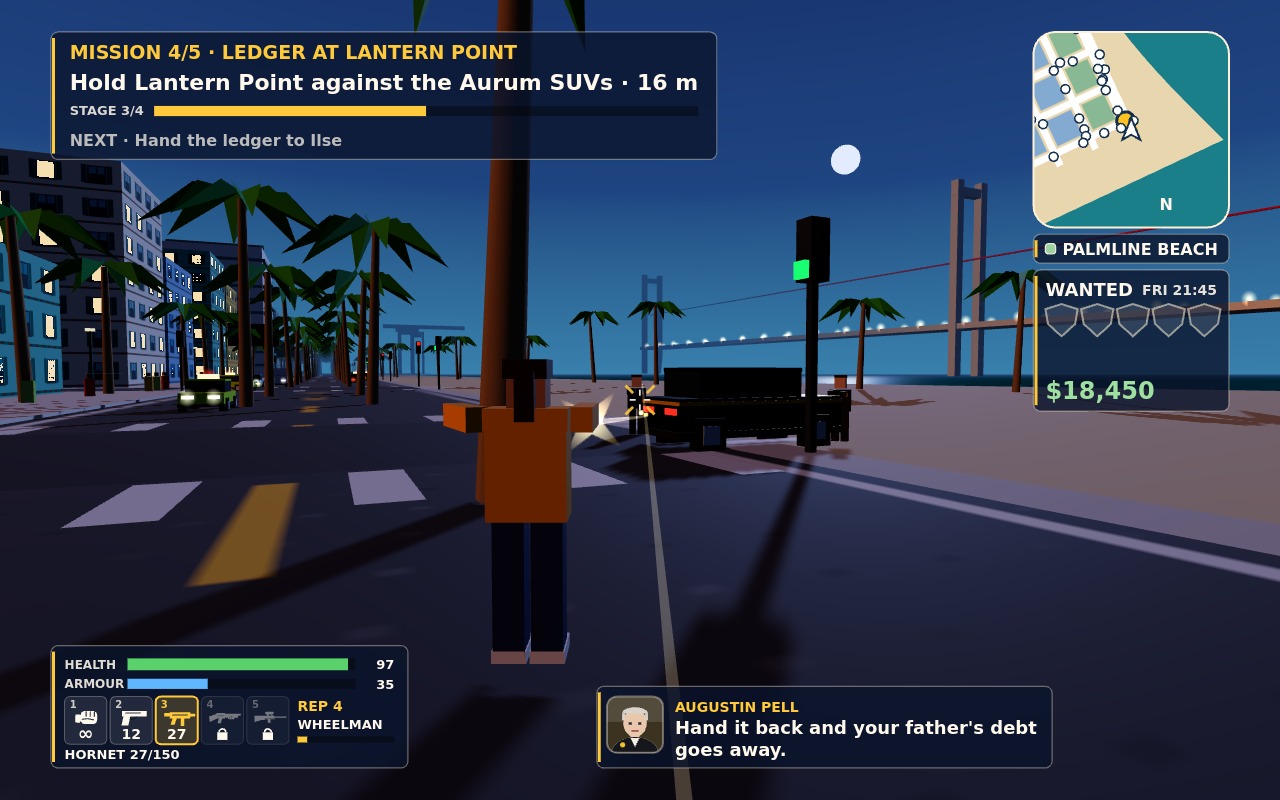 MISSION 4/5 · LEDGER AT LANTERN POINT
Hold Lantern Point against the Aurum SUVs · 16 m
STAGE 3/4
NEXT · Hand the ledger to Ilse
N
PALMLINE BEACH
WANTED FRI 21:45
$18,450
HEALTH 97
ARMOUR 35
1 2 3 4 5
∞ 12 27
REP 4
WHEELMAN
HORNET 27/150
AUGUSTIN PELL
Hand it back and your father's debt
goes away.